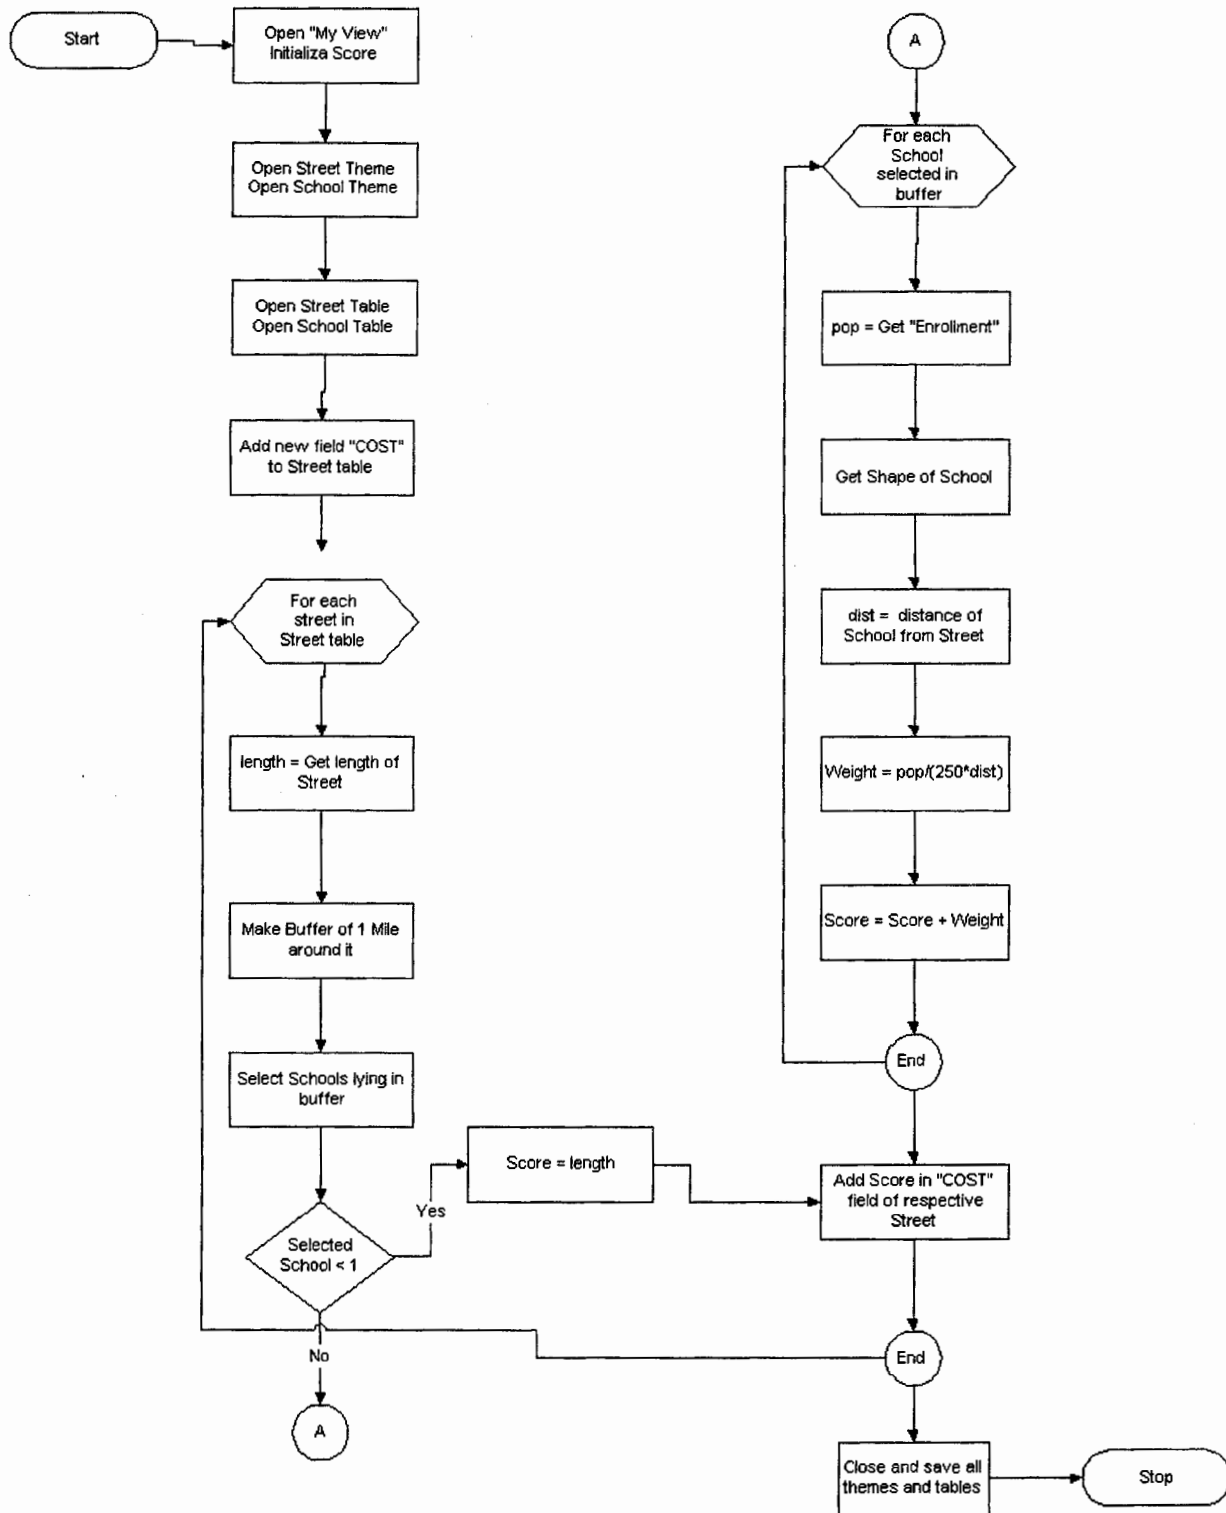 Start
Open "My View"
Initializa Score
Open Street Theme
Open School Theme
Open Street Table
Open School Table
Add new field "COST"
to Street table
For each
street in
Street table
length = Get length of
Street
Make Buffer of 1 Mile
around it
Select Schools lying in
buffer
Selected
School < 1
Yes
No
A
Score = length
A
For each
School
selected in
buffer
pop = Get "Enrollment"
Get Shape of School
dist = distance of
School from Street
Weight = pop/(250*dist)
Score = Score + Weight
End
Add Score in "COST"
field of respective
Street
End
Close and save all
themes and tables
Stop